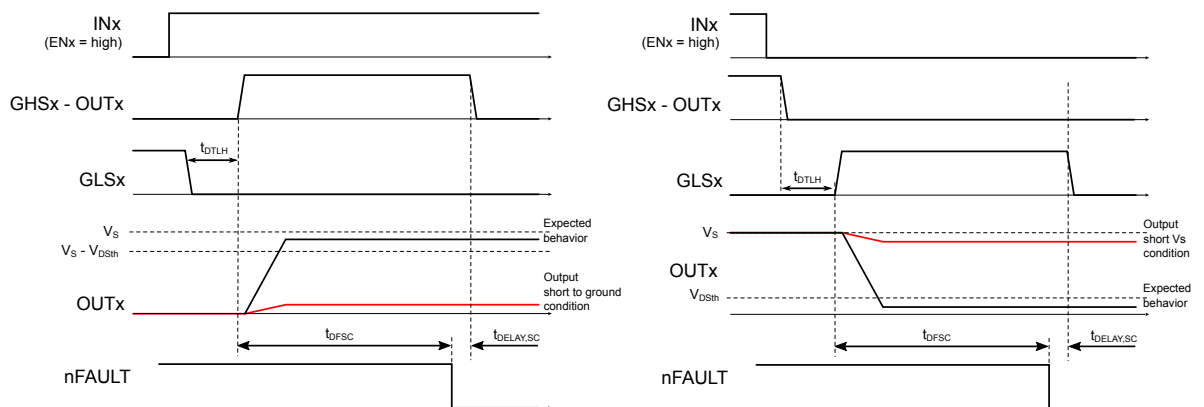 INx
(ENx = high)
GHSx - OUTx
tDTLH
GLSx
VS
VS - VDSth
Expected
behavior
OUTx
Output
short to ground
condition
tDFSC
tDELAY,SC
nFAULT
INx
(ENx = high)
GHSx - OUTx
GLSx
tDTLH
VS
Output
short Vs
condition
OUTx
VDSth
Expected
behavior
tDFSC
tDELAY,SC
nFAULT